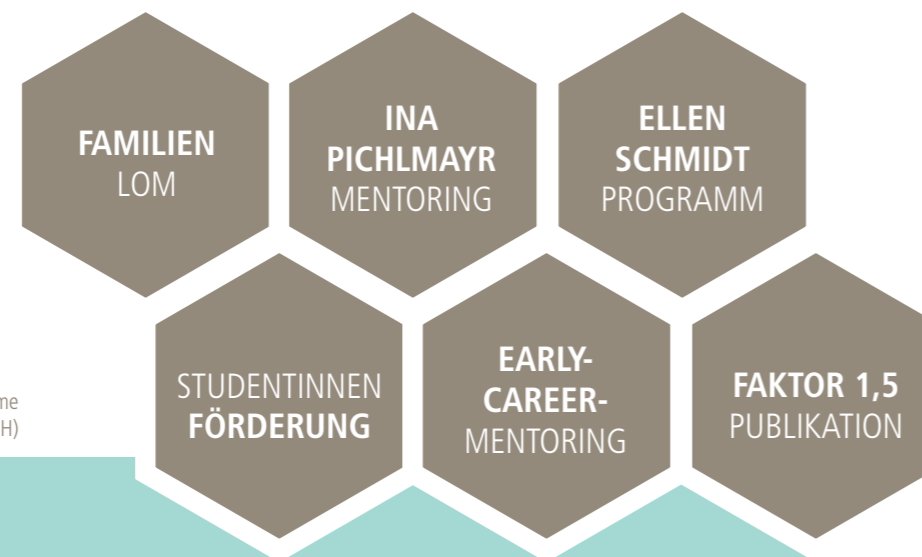 FAMILIEN
LOM
INA
PICHLMAYR
MENTORING
ELLEN
SCHMIDT
PROGRAMM
STUDENTINNEN
FÖRDERUNG
EARLY-
CAREER-
MENTORING
FAKTOR 1,5
PUBLIKATION